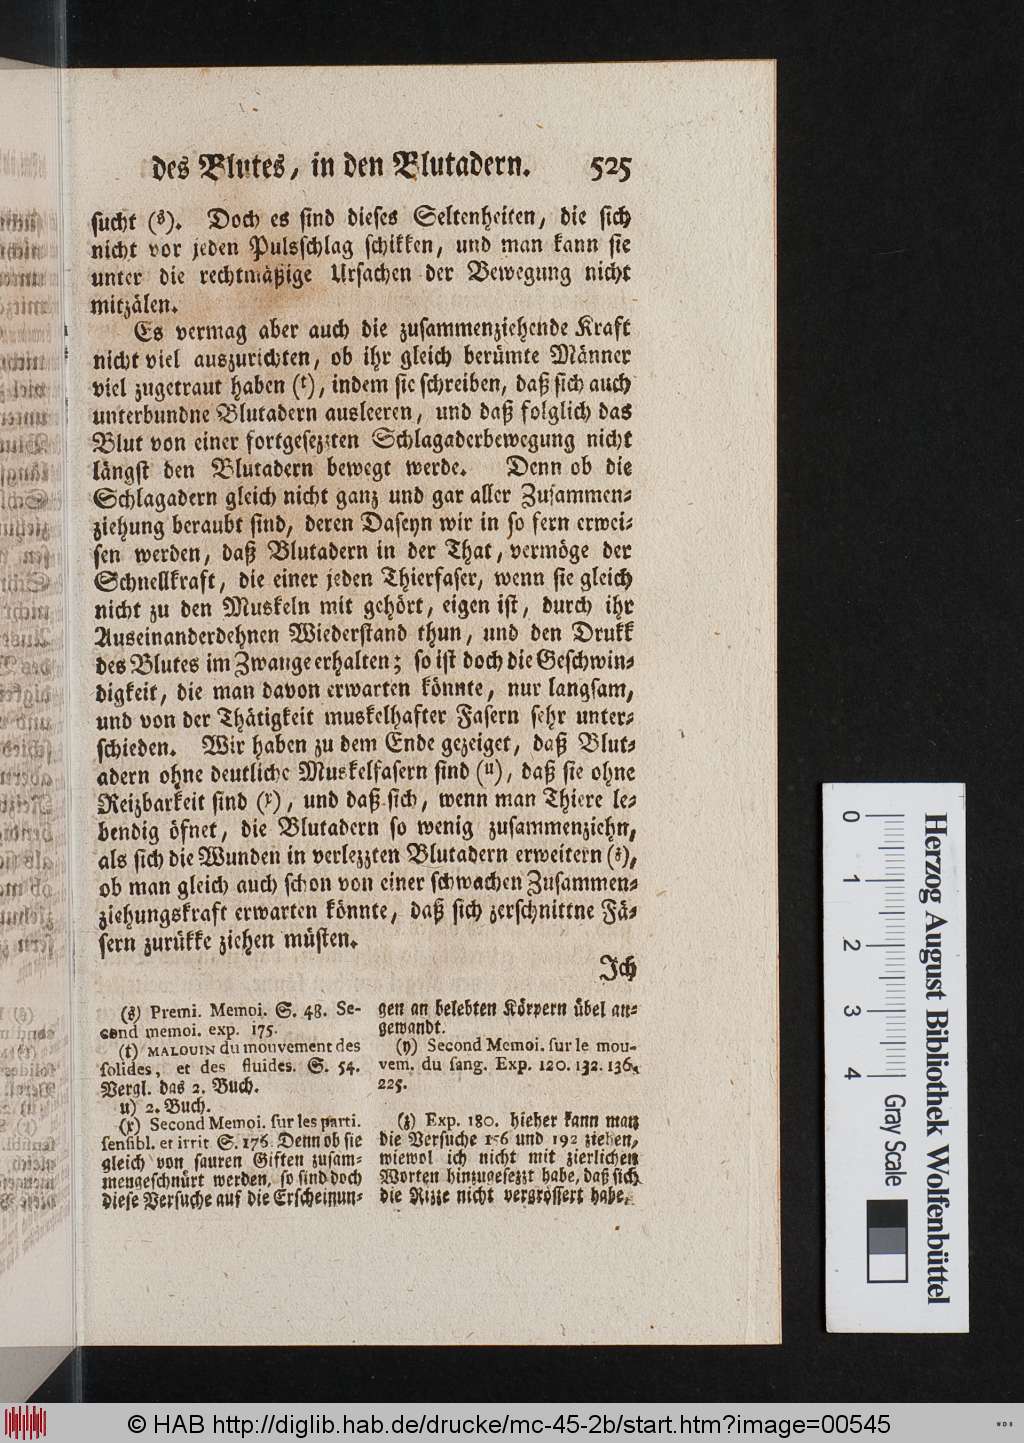 des Blutes, in den Blutadern. 525
sucht (s). Doch es sind dieses Seltenheiten, die sich
nicht vor jeden Pulsschlag schikken, und man kann sie
unter die rechtmäßige Ursachen der Bewegung nicht
mitzälen.
Es vermag aber auch die zusammenziehende Kraft
nicht viel auszurichten, ob ihr gleich berümte Männer
viel zugetraut haben (t), indem sie schreiben, daß sich auch
unterbundne Blutadern ausleeren, und daß folglich das
Blut von einer fortgesezzten Schlagaderbewegung nicht
längst den Blutadern bewegt werde. Denn ob die
Schlagadern gleich nicht ganz und gar aller Zusammen-
ziehung beraubt sind, deren Daseyn wir in so fern erwei-
sen werden, daß Blutadern in der That, vermöge der
Schnellkraft, die einer jeden Thierfaser, wenn sie gleich
nicht zu den Muskeln mit gehört, eigen ist, durch ihr
Auseinanderdehnen Wiederstand thun, und den Drukk
des Blutes im Zwange erhalten; so ist doch die Geschwin-
digkeit, die man davon erwarten könnte, nur langsam,
und von der Thätigkeit muskelhafter Fasern sehr unter-
schieden. Wir haben zu dem Ende gezeiget, daß Blut-
adern ohne deutliche Muskelfasern sind (u), daß sie ohne
Reizbarkeit sind (x), und daß sich, wenn man Thiere le-
bendig öfnet, die Blutadern so wenig zusammenziehn,
als sich die Wunden in verlezzten Blutadern erweitern (z),
ob man gleich auch schon von einer schwachen Zusammen-
ziehungskraft erwarten könnte, daß sich zerschnittne Fä-
sern zurükke ziehen müsten.
Ich
(s) Premi. Memoi. S. 48. Se-
cond memoi. exp. 175.
(t) MALOUIN du mouvement des
solides, et des fluides. S. 54.
Vergl. das 2. Buch.
u) 2. Buch.
(x) Second Memoi. sur les parti.
sensibl. et irrit S. 176. Denn ob sie
gleich von sauren Giften zusam-
mengeschnürt werden, so sind doch
diese Versuche auf die Erscheinun-
gen an belebten Körpern übel an-
gewandt.
(y) Second Memoi. sur le mou-
vem. du sang. Exp. 120. 132. 136.
225.
(z) Exp. 180. hieher kann man
die Versuche 156 und 192 ziehen,
wiewol ich nicht mit zierlichen
Worten hinzugesezzt habe, daß sich
die Rizze nicht vergrössert habe.
0 1 2 3 4
Gray Scale
Herzog August Bibliothek Wolfenbüttel
© HAB http://diglib.hab.de/drucke/mc-45-2b/start.htm?image=00545